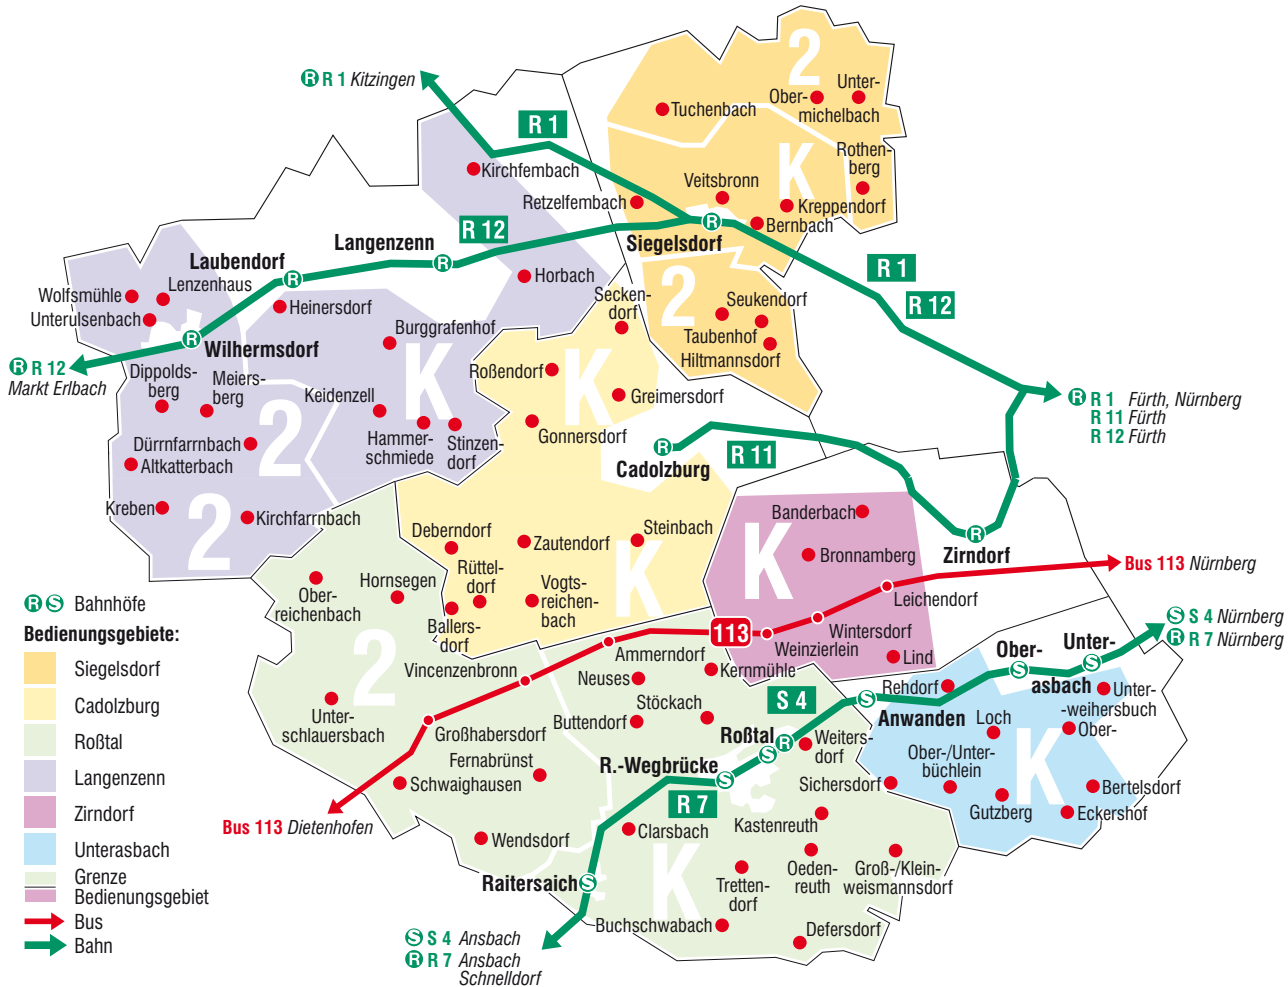 R R 1 Kitzingen
R 1
2
Tuchenbach
Ober-
Unter-
michelbach
Kirchfembach
Retzelfembach
Veitsbronn
K
Rothen-
berg
Kreppendorf
Bernbach
R
Siegelsdorf
R 12
Langenzenn
R
Laubendorf
R
Lenzenhaus
Wolfsmühle
Unterulsenbach
Heinersdorf
Horbach
Secken-
dorf
2
Seukendorf
Taubenhof
Hiltmannsdorf
R 1
R 12
Burggrafenhof
R
Wilhermsdorf
R R 12
Markt Erlbach
Dippolds-
berg
Meiers-
berg
Keidenzell
K
Roßendorf
K
Greimersdorf
Gonnersdorf
R R 1 Fürth, Nürnberg
R 11 Fürth
R 12 Fürth
Hammer-
schmiede
Stinzen-
dorf
2
Dürrnfarrnbach
Altkatterbach
R
Cadolzburg
R 11
Kreben
2
Kirchfarrnbach
Banderbach
K
Bronnamberg
R
Zirndorf
Deberndorf
Zautendorf
Steinbach
K
Rüttel-
dorf
Vogts-
reichen-
bach
Ballers-
dorf
Hornsegen
Ober-
reichenbach
2
Bus 113 Nürnberg
Leichendorf
Wintersdorf
Weinzierlein
113
Lind
R S Bahnhöfe
Bedienungsgebiete:
Siegelsdorf
Cadolzburg
Roßtal
Langenzenn
Zirndorf
Unterasbach
Grenze
Bedienungsgebiet
Bus
Bahn
S S 4 Nürnberg
R R 7 Nürnberg
Ammerndorf
Vincenzenbronn
Neuses
Kernmühle
Stöckach
Buttendorf
Unter-
schlauersbach
Großhabersdorf
Fernabrünst
Schwaighausen
Bus 113 Dietenhofen
Wendsdorf
S 4
S
Anwanden
Rehdorf
Ober-
S
Unter-
S
asbach
Unter-
-weihersbuch
Ober-
Loch
Ober-/Unter-
büchlein
K
Gutzberg
Bertelsdorf
Eckershof
Roßtal
S R
Weiters-
dorf
R.-Wegbrücke
S
R 7
Sichersdorf
Kastenreuth
Clarsbach
K
Oeden-
reuth
Groß-/Klein-
weismannsdorf
Tretten-
dorf
Raitersaich
S
Buchschwabach
Defersdorf
S S 4 Ansbach
R R 7 Ansbach
Schnelldorf